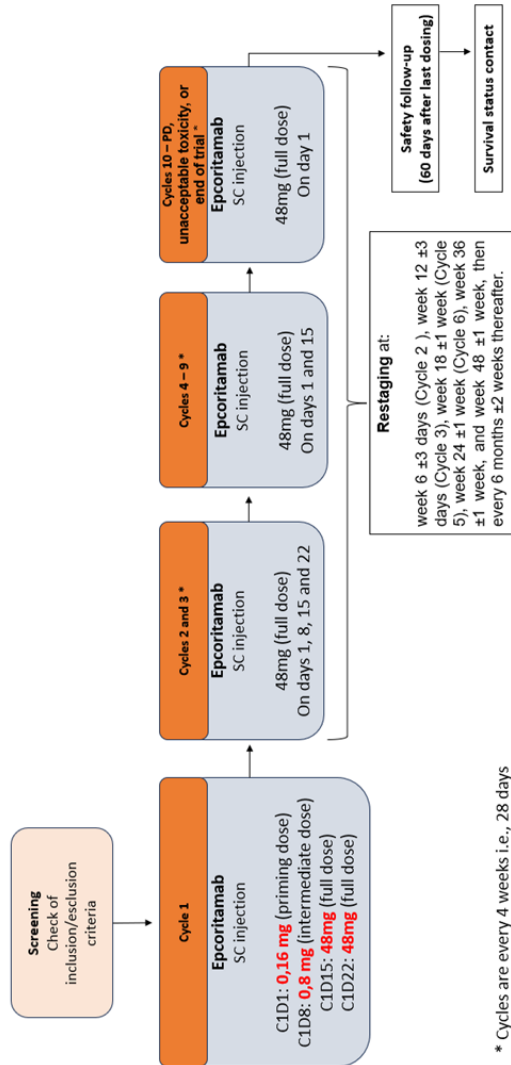 Screening
Check of
inclusion/esclusion
criteria
Cycle 1
Epcoritamab
SC injection
C1D1: 0,16 mg (priming dose)
C1D8: 0,8 mg (intermediate dose)
C1D15: 48mg (full dose)
C1D22: 48mg (full dose)
Cycles 2 and 3 *
Epcoritamab
SC injection
48mg (full dose)
On days 1, 8, 15 and 22
Cycles 4 – 9 *
Epcoritamab
SC injection
48mg (full dose)
On days 1 and 15
Cycles 10 – PD,
unacceptable toxicity, or
end of trial *
Epcoritamab
SC injection
48mg (full dose)
On day 1
Restaging at:
week 6 ±3 days (Cycle 2 ), week 12 ±3
days (Cycle 3), week 18 ±1 week (Cycle
5), week 24 ±1 week (Cycle 6), week 36
±1 week, and week 48 ±1 week, then
every 6 months ±2 weeks thereafter.
Safety follow-up
(60 days after last dosing)
Survival status contact
* Cycles are every 4 weeks i.e., 28 days